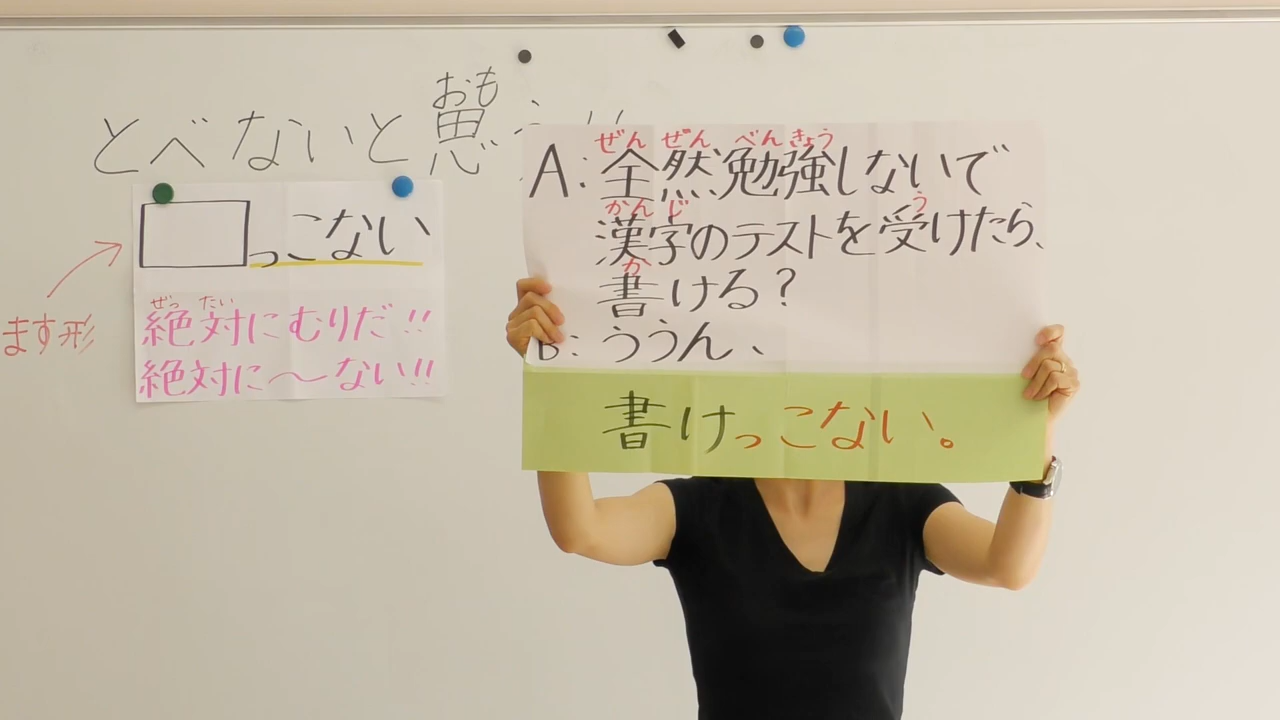 とべないと思
おも
っこない
ます形
ぜっ たい
絶対にむりだ!!
絶対に〜ない!!
ぜん ぜん べんきょう
A:全然勉強しないで
かん じ う
漢字のテストを受けたら、
か
書ける?
B:ううん、
書けっこない。